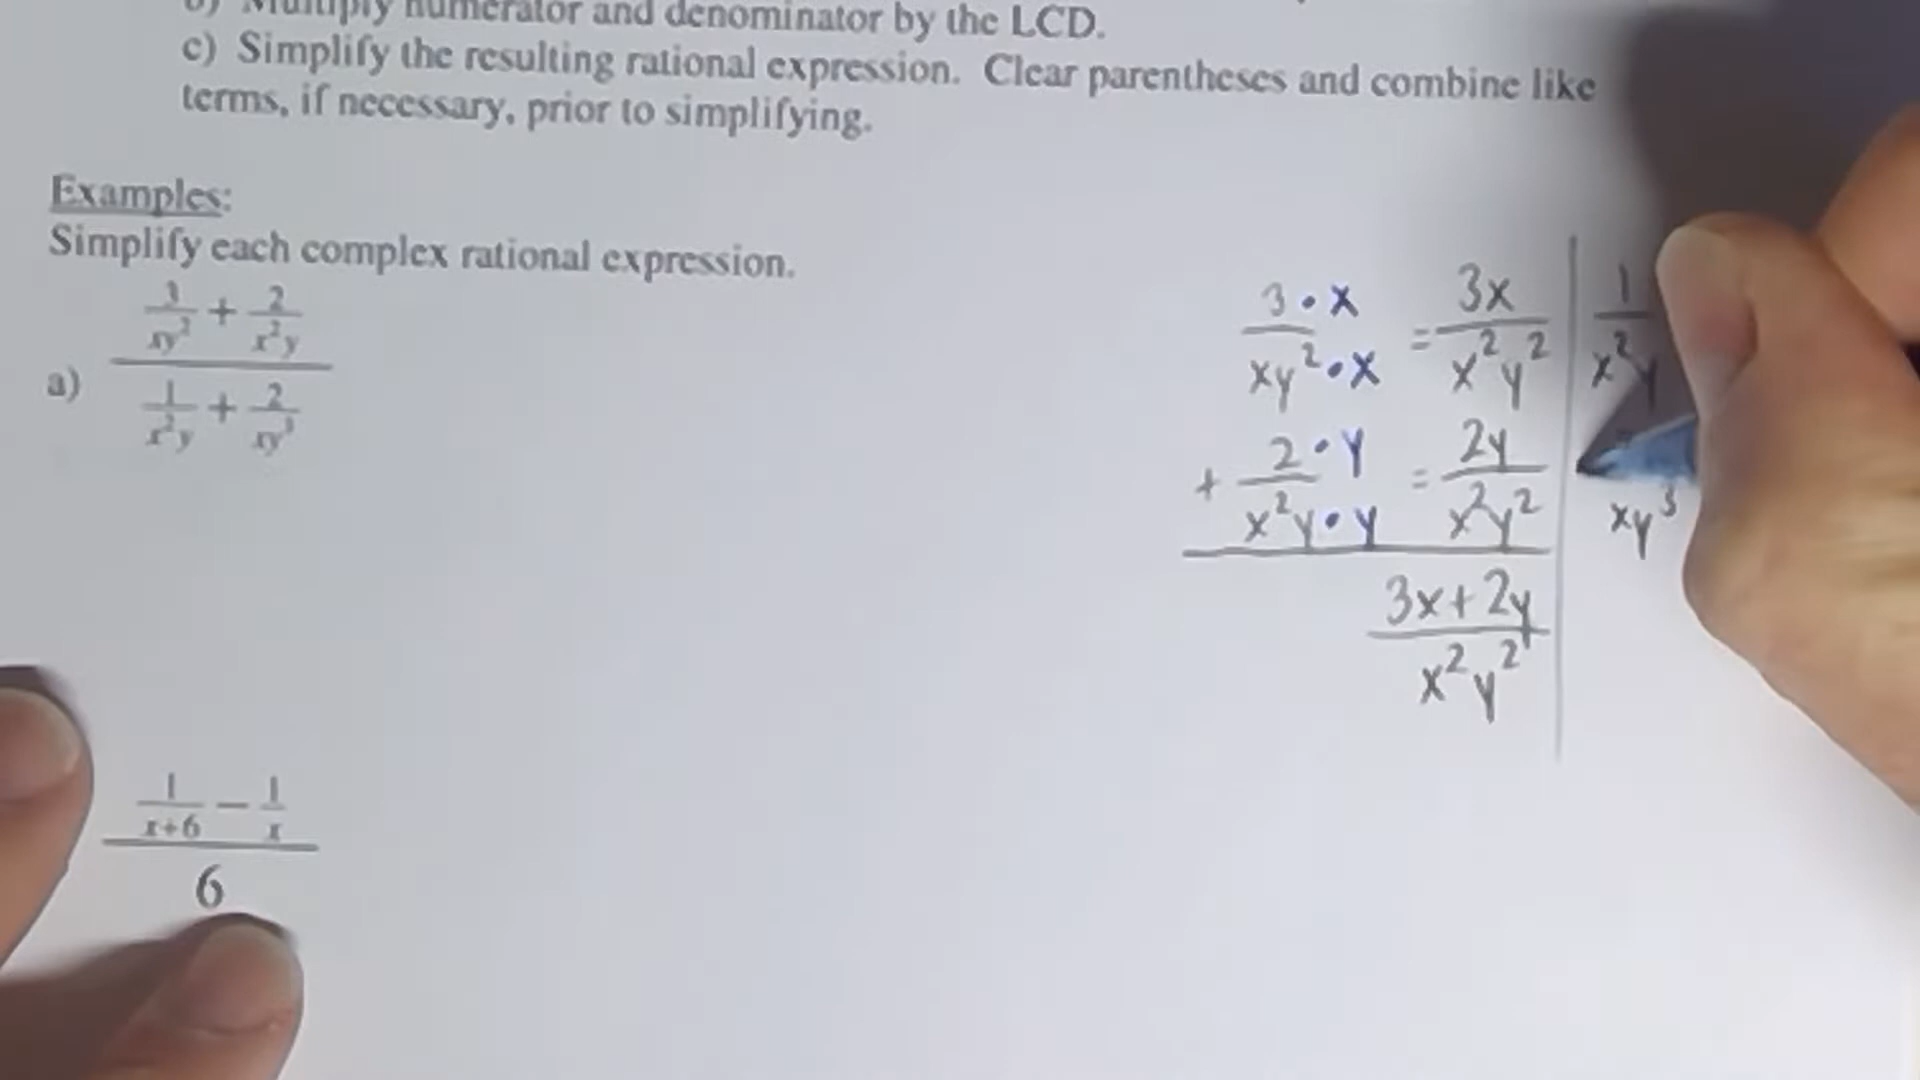 b) Multiply numerator and denominator by the LCD.
c) Simplify the resulting rational expression. Clear parentheses and combine like
terms, if necessary, prior to simplifying.
Examples:
Simplify each complex rational expression.
a) (3/xy² + 2/x²y) / (1/x²y + 2/xy³)
(1/(x+6) − 1/x) / 6
3·x / xy²·x = 3x / x²y²
+ 2·y / x²y·y = 2y / x²y²
3x+2y / x²y²
1 / x²y
xy³